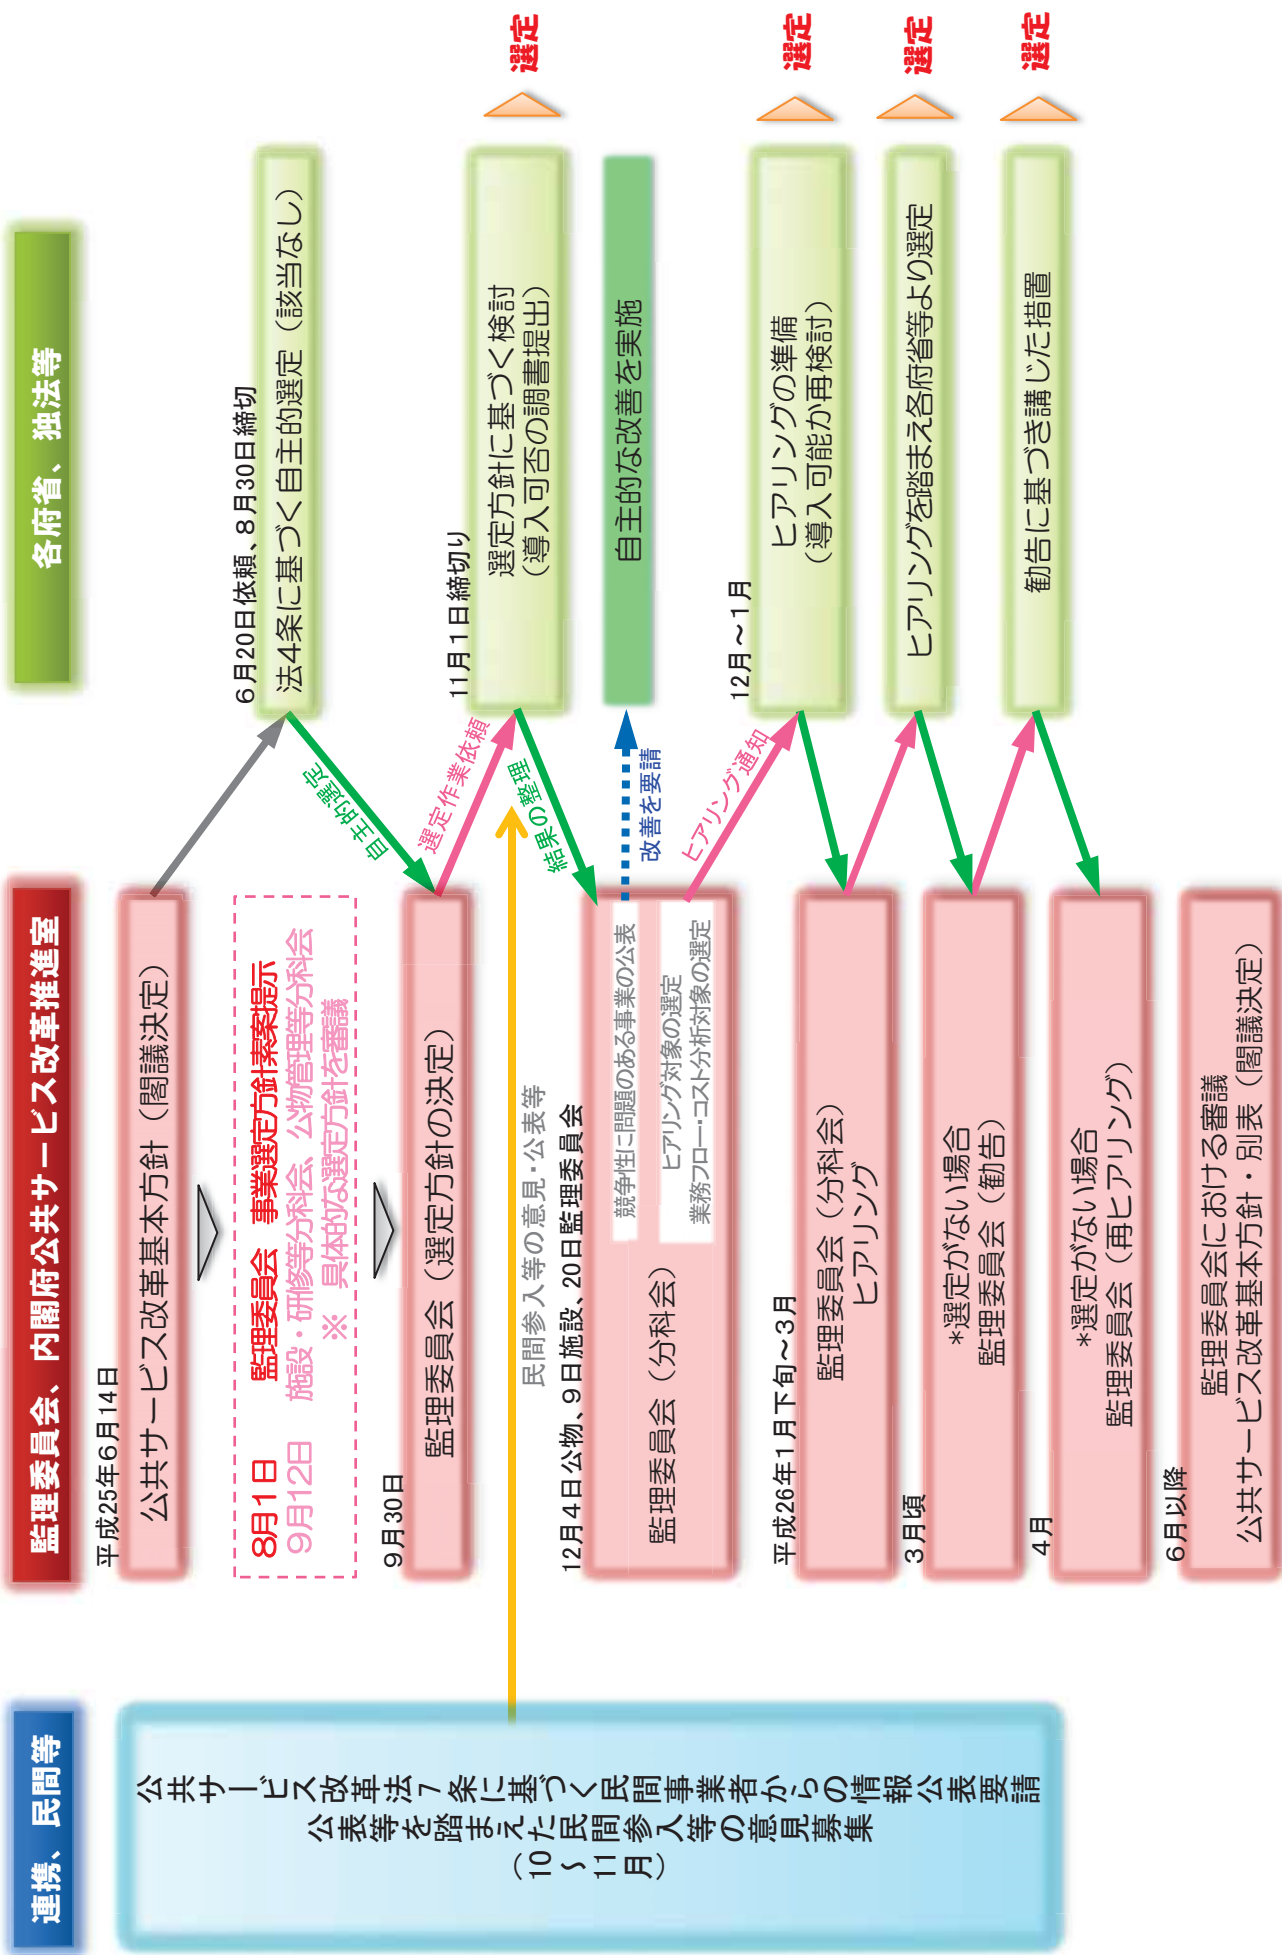 連携、民間等
監理委員会、内閣府公共サービス改革推進室
各府省、独法等
公共サービス改革法７条に基づく民間事業者からの情報公表要請
公表等を踏まえた民間参入等の意見募集
（10～11月）
平成25年6月14日
公共サービス改革基本方針（閣議決定）
6月20日依頼、8月30日締切
法4条に基づく自主的選定（該当なし）
自主的選定
8月1日　監理委員会　事業選定方針素案提示
9月12日　施設・研修等分科会、公物管理等分科会
※　具体的な選定方針を審議
9月30日
監理委員会（選定方針の決定）
選定作業依頼
11月1日締切り
選定方針に基づく検討
（導入可否の調書提出）
選定
民間参入等の意見・公表等
結果の整理
12月4日公物、9日施設、20日監理委員会
監理委員会（分科会）
競争性に問題のある事業の公表
ヒアリング対象の選定
業務フロー・コスト分析対象の選定
改善を要請
自主的な改善を実施
ヒアリング通知
12月～1月
ヒアリングの準備
（導入可能か再検討）
選定
平成26年1月下旬～3月
監理委員会（分科会）
ヒアリング
ヒアリングを踏まえ各府省等より選定
選定
3月頃
*選定がない場合
監理委員会（勧告）
勧告に基づき講じた措置
選定
4月
*選定がない場合
監理委員会（再ヒアリング）
6月以降
監理委員会における審議
公共サービス改革基本方針・別表（閣議決定）